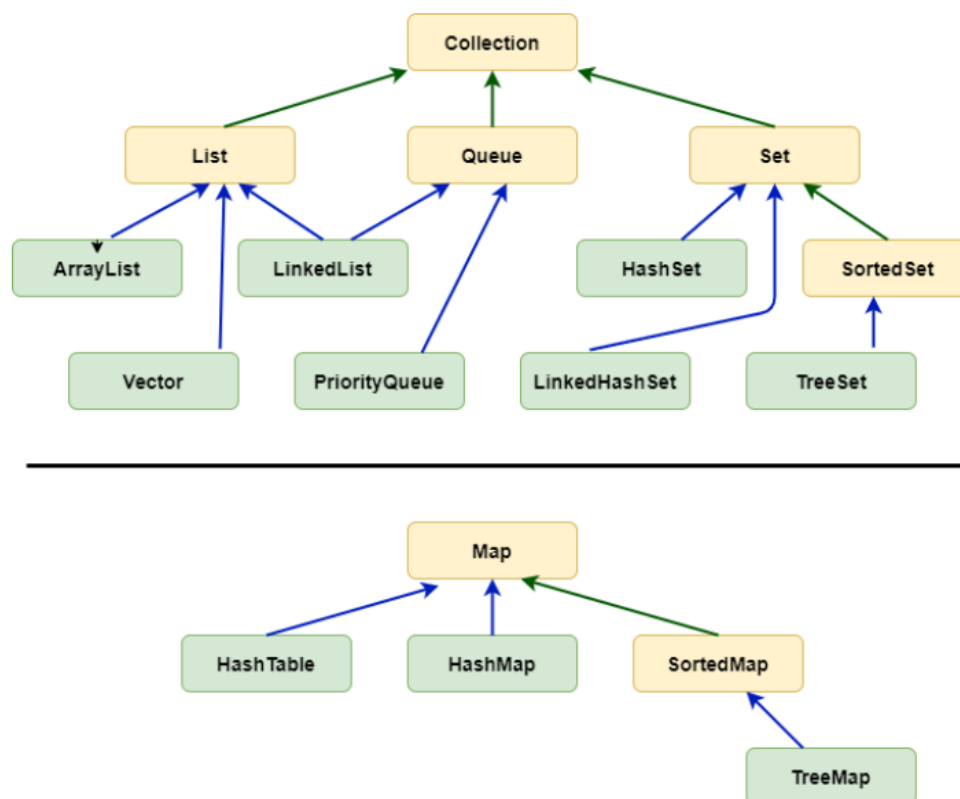 Collection
List
Queue
Set
ArrayList
LinkedList
HashSet
SortedSet
Vector
PriorityQueue
LinkedHashSet
TreeSet
Map
HashTable
HashMap
SortedMap
TreeMap